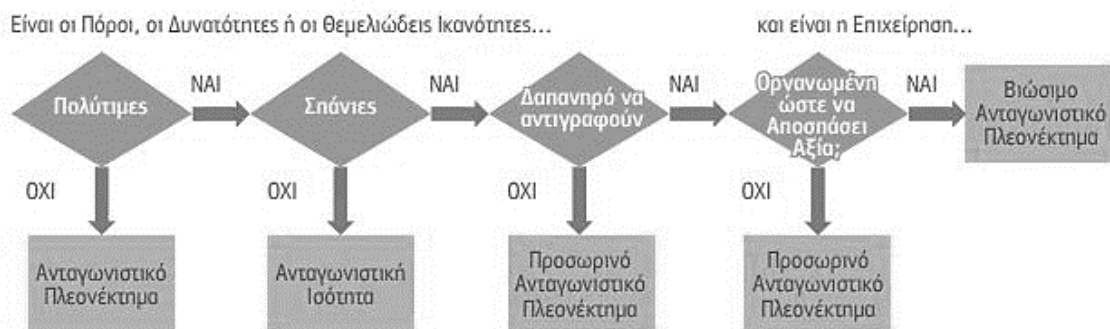 Είναι οι Πόροι, οι Δυνατότητες ή οι Θεμελιώδεις Ικανότητες...
και είναι η Επιχείρηση...
Πολύτιμες
ΝΑΙ
Σπάνιες
ΝΑΙ
Δαπανηρό να
αντιγραφούν
ΝΑΙ
Οργανωμένη
ώστε να
Αποσπάσει
Αξία;
ΝΑΙ
Βιώσιμο
Ανταγωνιστικό
Πλεονέκτημα
ΟΧΙ
ΟΧΙ
ΟΧΙ
ΟΧΙ
Ανταγωνιστικό
Πλεονέκτημα
Ανταγωνιστική
Ισότητα
Προσωρινό
Ανταγωνιστικό
Πλεονέκτημα
Προσωρινό
Ανταγωνιστικό
Πλεονέκτημα